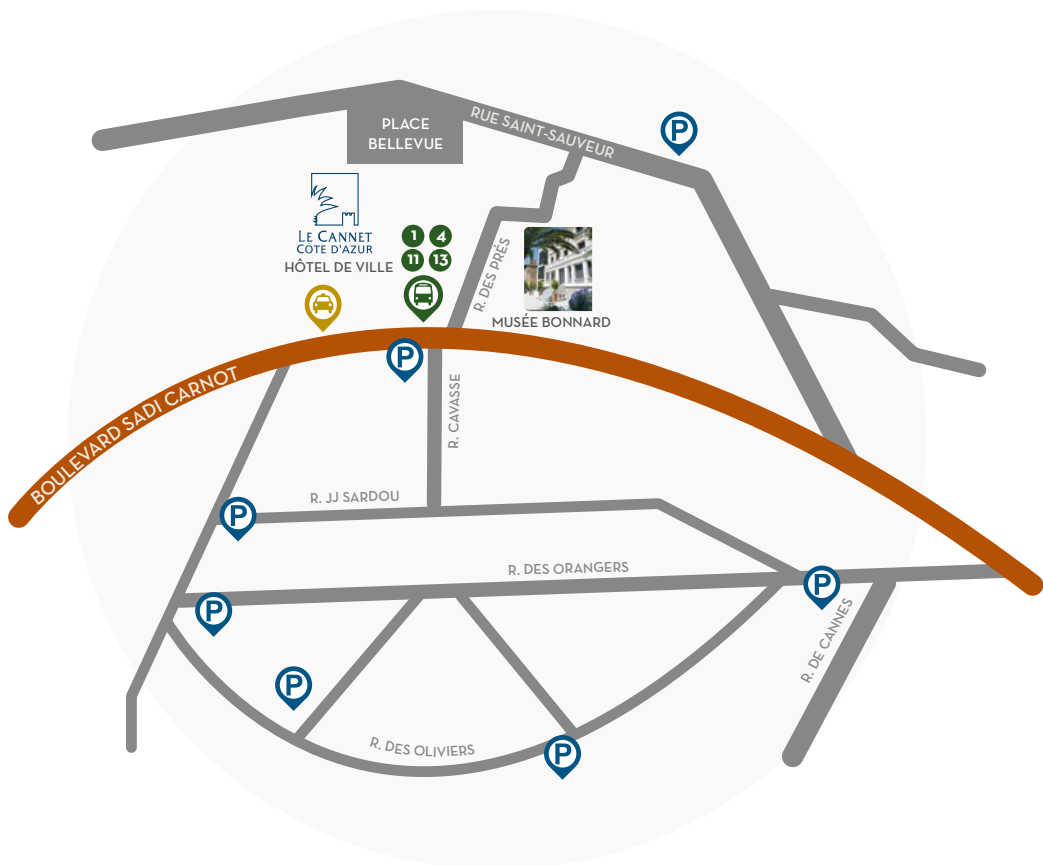 PLACE
BELLEVUE
RUE SAINT-SAUVEUR
P
LE CANNET
CÔTE D'AZUR
HÔTEL DE VILLE
1 4
11 13
R. DES PRÉS
MUSÉE BONNARD
P
BOULEVARD SADI CARNOT
R. CAVASSE
R. JJ SARDOU
P
R. DES ORANGERS
P
P
R. DE CANNES
P
R. DES OLIVIERS
P